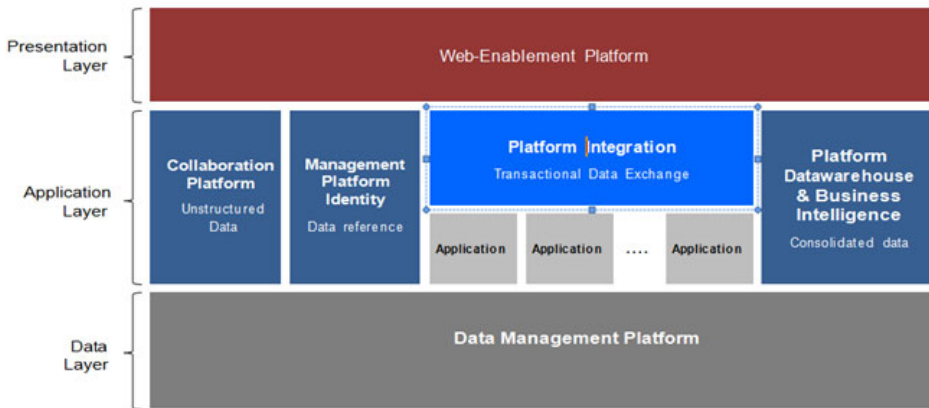 Presentation
Layer
Web-Enablement Platform
Application
Layer
Collaboration
Platform
Unstructured
Data
Management
Platform
Identity
Data reference
Platform Integration
Transactional Data Exchange
Application
Application
....
Application
Platform
Datawarehouse
& Business
Intelligence
Consolidated data
Data
Layer
Data Management Platform